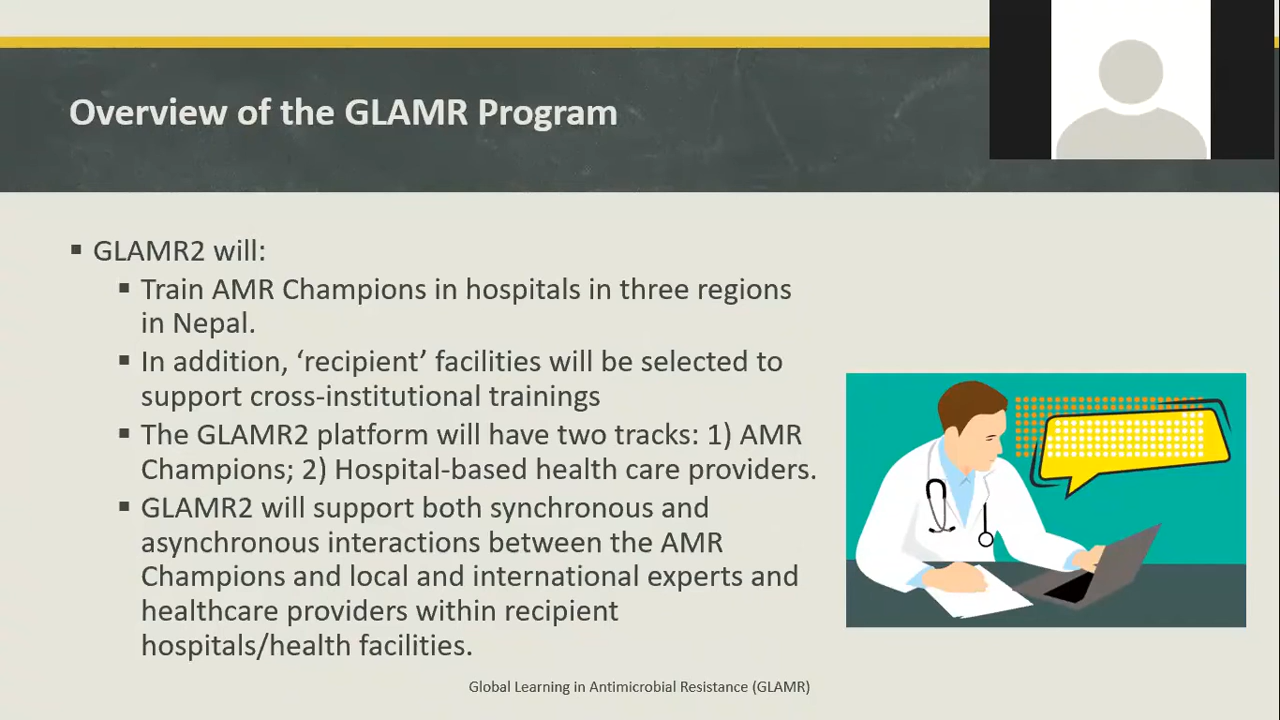 Overview of the GLAMR Program
▪ GLAMR2 will:
▪ Train AMR Champions in hospitals in three regions
in Nepal.
▪ In addition, ‘recipient’ facilities will be selected to
support cross-institutional trainings
▪ The GLAMR2 platform will have two tracks: 1) AMR
Champions; 2) Hospital-based health care providers.
▪ GLAMR2 will support both synchronous and
asynchronous interactions between the AMR
Champions and local and international experts and
healthcare providers within recipient
hospitals/health facilities.
Global Learning in Antimicrobial Resistance (GLAMR)